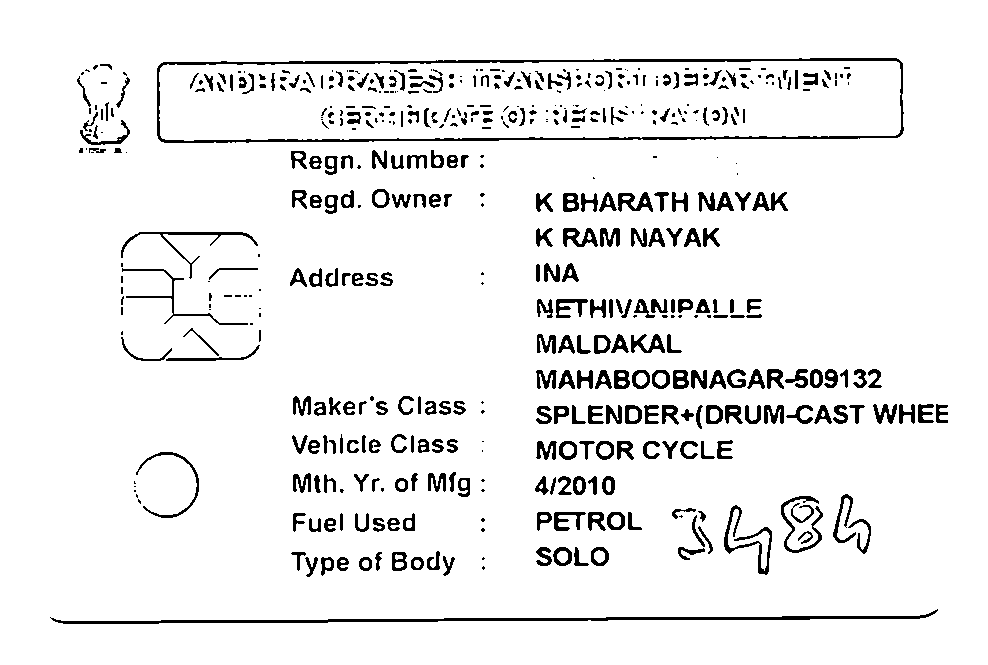 ANDHRA PRADESH TRANSPORT DEPARTMENT
CERTIFICATE OF REGISTRATION
Regn. Number :
Regd. Owner : K BHARATH NAYAK
K RAM NAYAK
Address : INA
NETHIVANIPALLE
MALDAKAL
MAHABOOBNAGAR-509132
Maker's Class : SPLENDER+(DRUM-CAST WHEE
Vehicle Class : MOTOR CYCLE
Mth. Yr. of Mfg : 4/2010
Fuel Used : PETROL
Type of Body : SOLO
3484